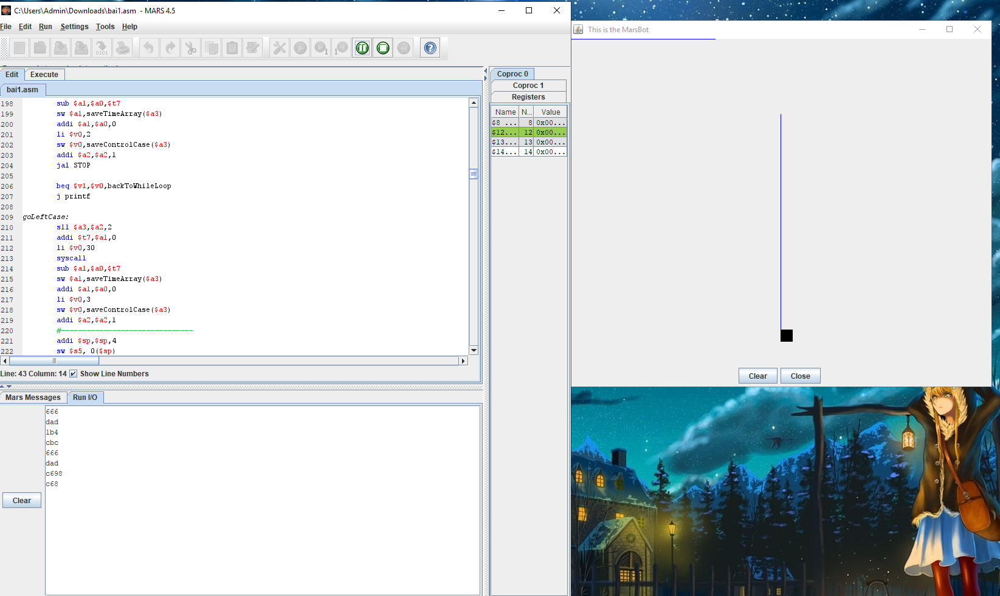 C:\Users\Admin\Downloads\bai1.asm - MARS 4.5
File Edit Run Settings Tools Help
Edit Execute
bai1.asm
198 sub $a1,$a0,$t7
199 sw $a1,saveTimeArray($a3)
200 addi $a1,$a0,0
201 li $v0,2
202 sw $v0,saveControlCase($a3)
203 addi $a2,$a2,1
204 jal STOP
205
206 beq $v1,$v0,backToWhileLoop
207 j printf
208
209 goLeftCase:
210 sll $a3,$a2,2
211 addi $t7,$a1,0
212 li $v0,30
213 syscall
214 sub $a1,$a0,$t7
215 sw $a1,saveTimeArray($a3)
216 addi $a1,$a0,0
217 li $v0,3
218 sw $v0,saveControlCase($a3)
219 addi $a2,$a2,1
220 #-------------------------------
221 addi $sp,$sp,4
222 sw $s5, 0($sp)
Line: 43 Column: 14 Show Line Numbers
Mars Messages Run I/O
666
dad
1b4
cbc
666
dad
c698
c68
Clear
Coproc 0
Coproc 1
Registers
Name N... Value
$8 ... 8 0x00...
$12... 12 0x00...
$13... 13 0x00...
$14... 14 0x00...
This is the MarsBot
Clear Close